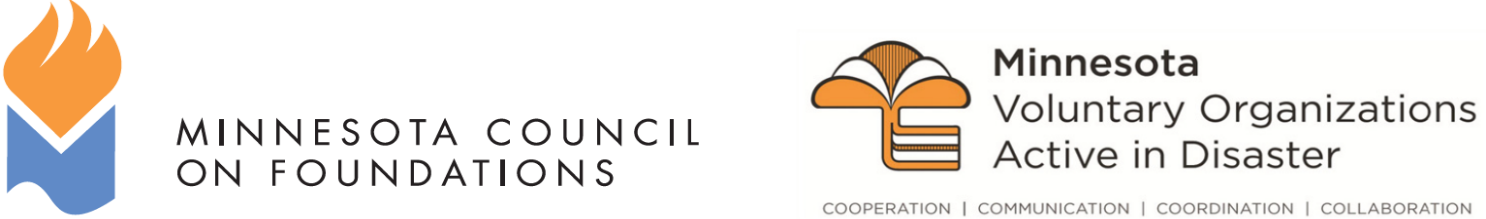 MINNESOTA COUNCIL
ON FOUNDATIONS
Minnesota
Voluntary Organizations
Active in Disaster
COOPERATION | COMMUNICATION | COORDINATION | COLLABORATION